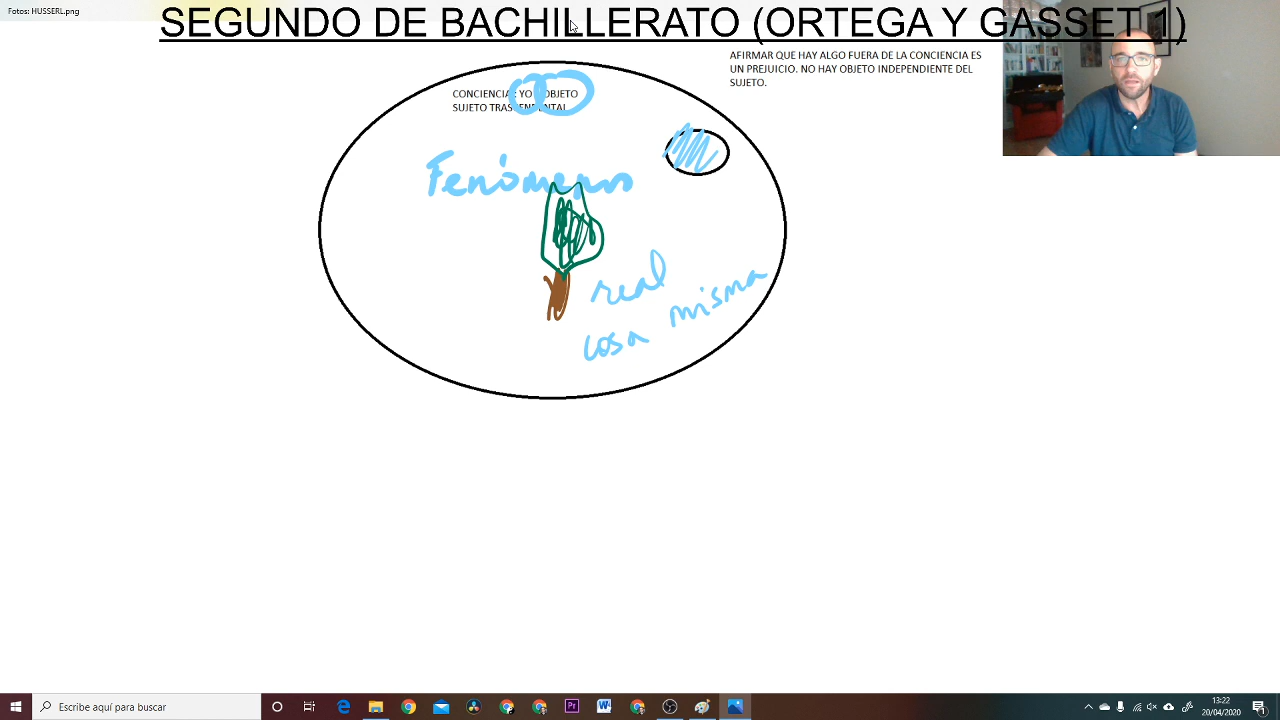 Fotos: HUSSERL.png
SEGUNDO DE BACHILLERATO (ORTEGA Y GASSET 1)
AFIRMAR QUE HAY ALGO FUERA DE LA CONCIENCIA ES
UN PREJUICIO. NO HAY OBJETO INDEPENDIENTE DEL
SUJETO.
CONCIENCIA: YO OBJETO
SUJETO TRASCENDENTAL
Fenómeno
real
cosa misma
Escribe aquí para buscar
13:22
20/04/2020